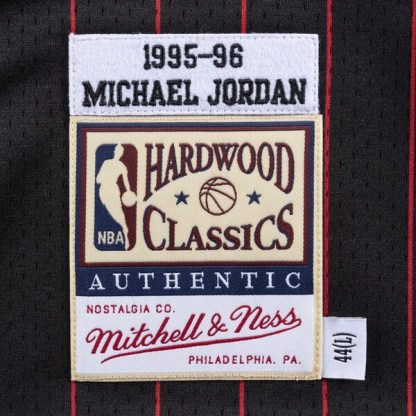 1995-96
MICHAEL JORDAN
HARDWOOD
CLASSICS
NBA
AUTHENTIC
NOSTALGIA CO.
Mitchell & Ness
PHILADELPHIA, PA.
44(L)